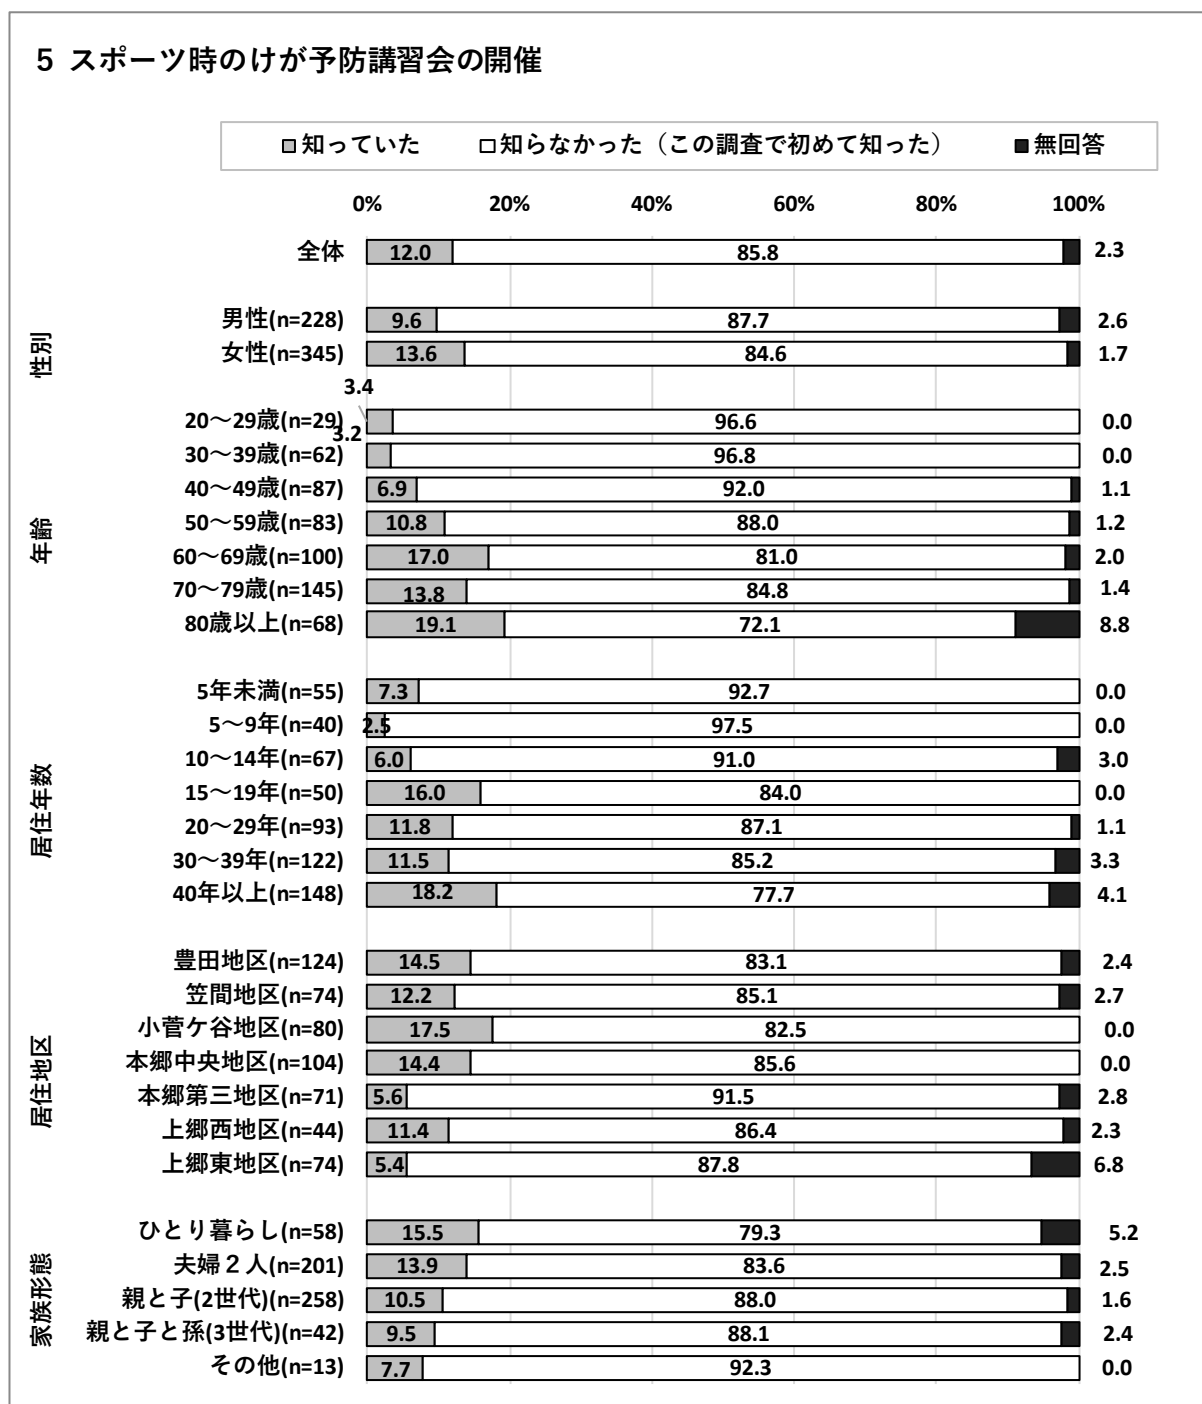 5 スポーツ時のけが予防講習会の開催
知っていた 知らなかった（この調査で初めて知った） 無回答
0% 20% 40% 60% 80% 100%
全体 12.0 85.8 2.3
性別
男性(n=228) 9.6 87.7 2.6
女性(n=345) 13.6 84.6 1.7
年齢
20～29歳(n=29) 3.4 96.6 0.0
30～39歳(n=62) 3.2 96.8 0.0
40～49歳(n=87) 6.9 92.0 1.1
50～59歳(n=83) 10.8 88.0 1.2
60～69歳(n=100) 17.0 81.0 2.0
70～79歳(n=145) 13.8 84.8 1.4
80歳以上(n=68) 19.1 72.1 8.8
居住年数
5年未満(n=55) 7.3 92.7 0.0
5～9年(n=40) 2.5 97.5 0.0
10～14年(n=67) 6.0 91.0 3.0
15～19年(n=50) 16.0 84.0 0.0
20～29年(n=93) 11.8 87.1 1.1
30～39年(n=122) 11.5 85.2 3.3
40年以上(n=148) 18.2 77.7 4.1
居住地区
豊田地区(n=124) 14.5 83.1 2.4
笠間地区(n=74) 12.2 85.1 2.7
小菅ケ谷地区(n=80) 17.5 82.5 0.0
本郷中央地区(n=104) 14.4 85.6 0.0
本郷第三地区(n=71) 5.6 91.5 2.8
上郷西地区(n=44) 11.4 86.4 2.3
上郷東地区(n=74) 5.4 87.8 6.8
家族形態
ひとり暮らし(n=58) 15.5 79.3 5.2
夫婦２人(n=201) 13.9 83.6 2.5
親と子(2世代)(n=258) 10.5 88.0 1.6
親と子と孫(3世代)(n=42) 9.5 88.1 2.4
その他(n=13) 7.7 92.3 0.0